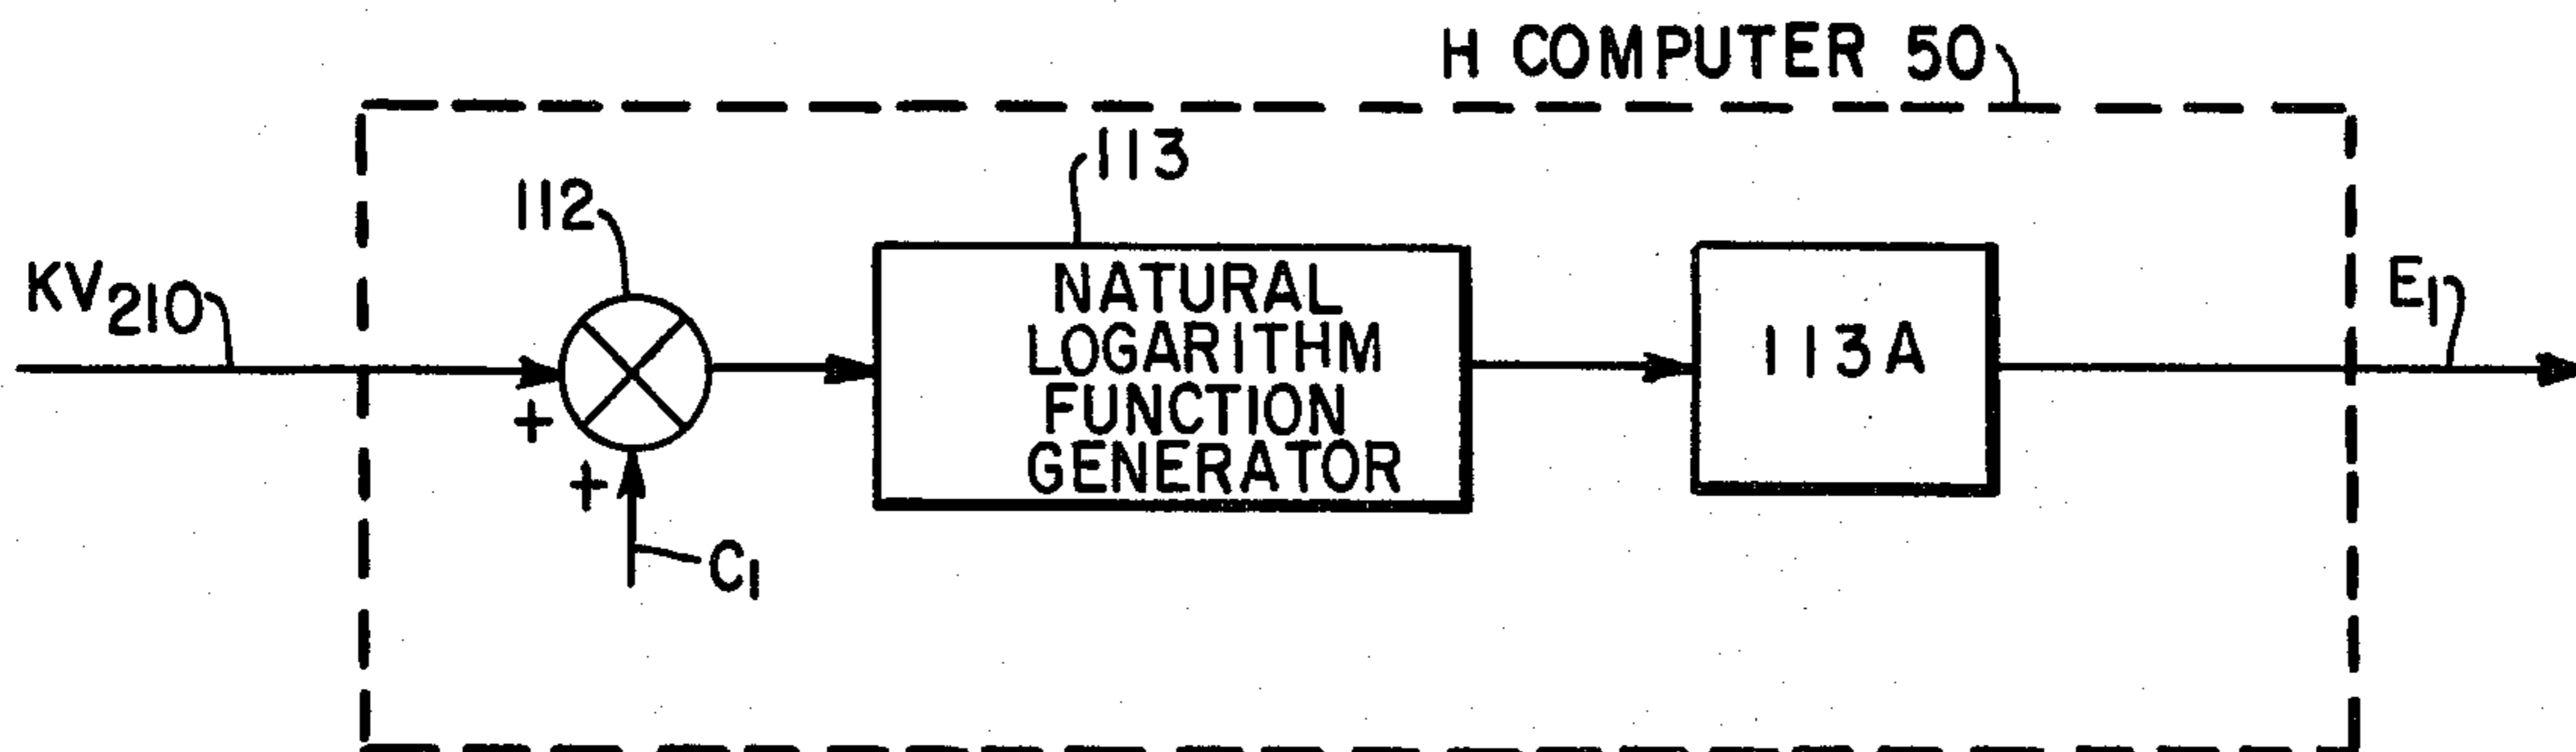 H COMPUTER 50
113
112
KV210
NATURAL
LOGARITHM
FUNCTION
GENERATOR
113A
E1
+
+
C1